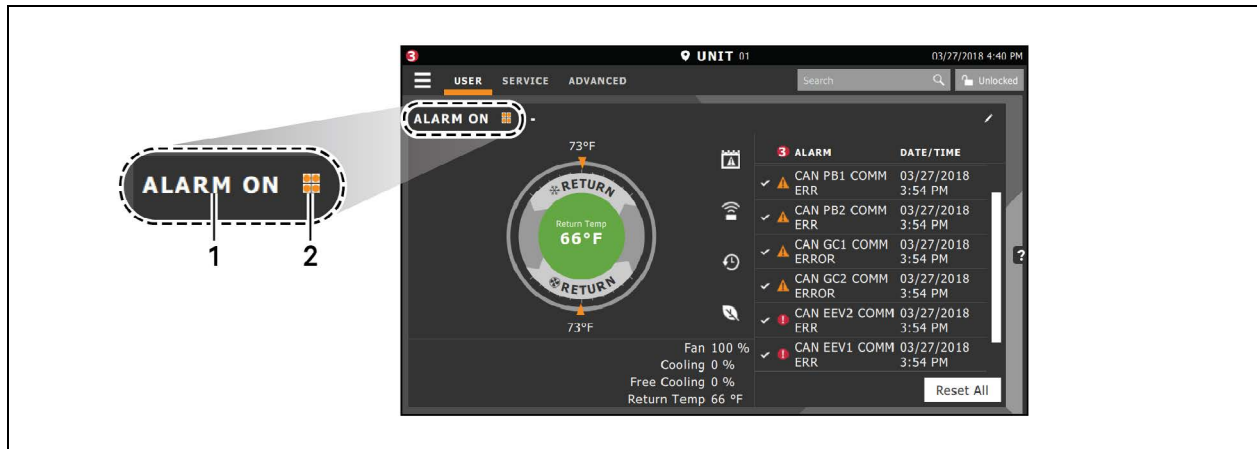 3
UNIT 01
03/27/2018 4:40 PM
USER SERVICE ADVANCED
Search
Unlocked
ALARM ON -
ALARM ON
1 2
73°F
RETURN
Return Temp
66°F
RETURN
73°F
Fan 100 %
Cooling 0 %
Free Cooling 0 %
Return Temp 66 °F
3 ALARM DATE/TIME
CAN PB1 COMM 03/27/2018
ERR 3:54 PM
CAN PB2 COMM 03/27/2018
ERR 3:54 PM
CAN GC1 COMM 03/27/2018
ERROR 3:54 PM
CAN GC2 COMM 03/27/2018
ERROR 3:54 PM
CAN EEV2 COMM 03/27/2018
ERR 3:54 PM
CAN EEV1 COMM 03/27/2018
ERR 3:54 PM
Reset All
?